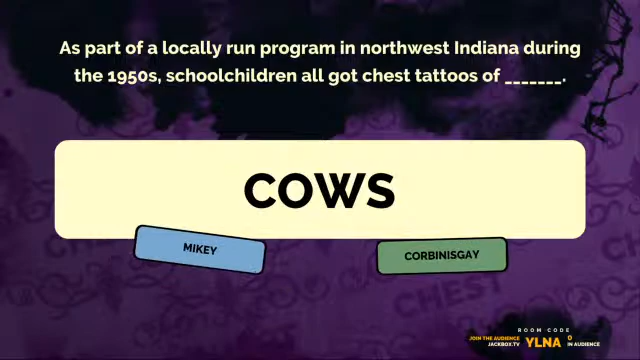 As part of a locally run program in northwest Indiana during
the 1950s, schoolchildren all got chest tattoos of _______.
COWS
MIKEY
CORBINISGAY
CHEST
ROOM CODE
JOIN THE AUDIENCE
JACKBOX.TV
YLNA
0
IN AUDIENCE